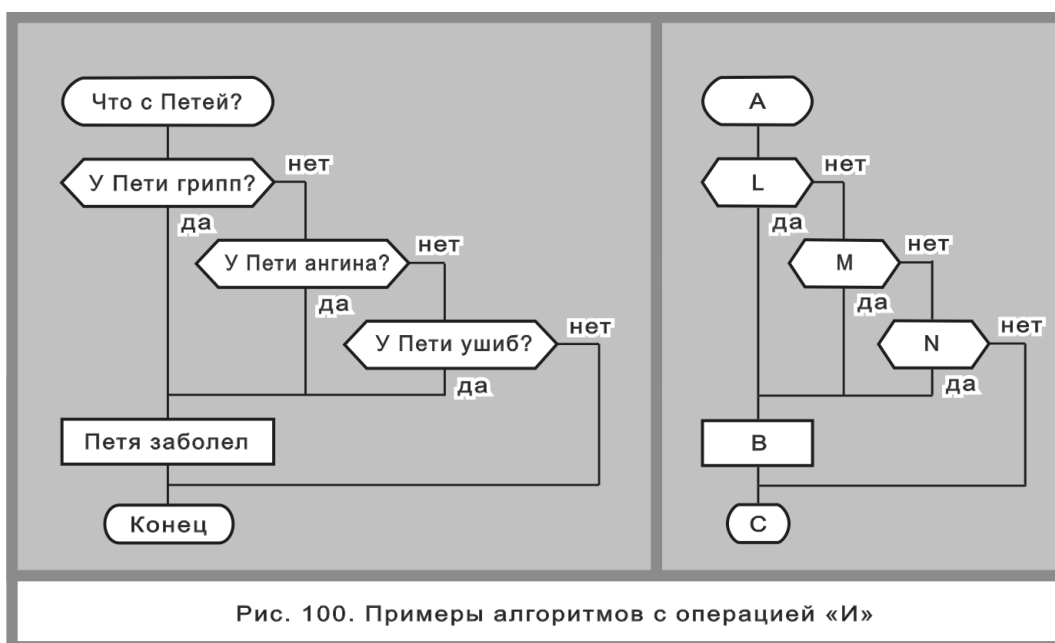 Что с Петей?
У Пети грипп?
нет
да
У Пети ангина?
нет
да
У Пети ушиб?
нет
да
Петя заболел
Конец
A
L
нет
да
M
нет
да
N
нет
да
B
C
Рис. 100. Примеры алгоритмов с операцией «И»